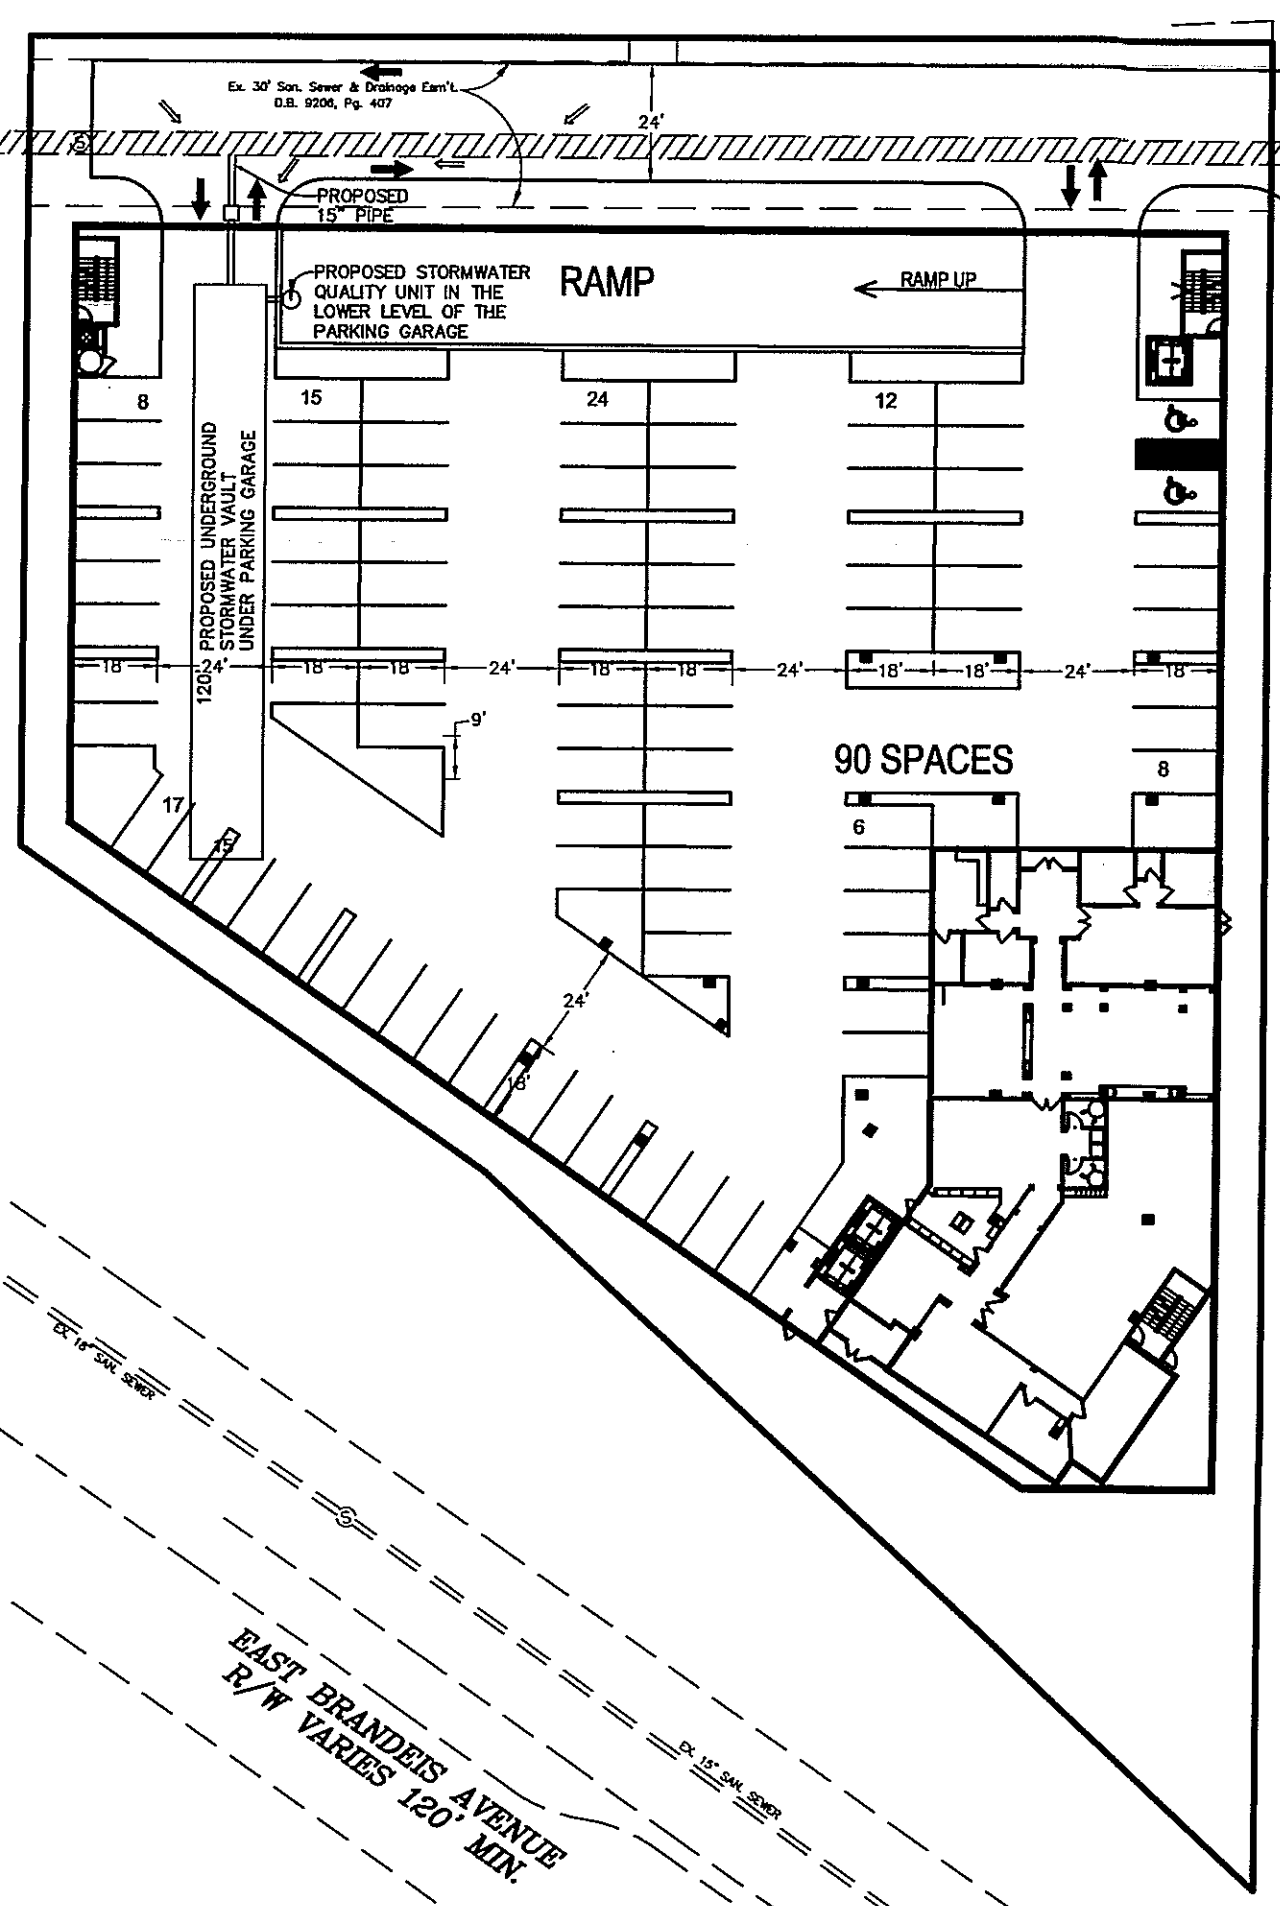 Ex. 30' San. Sewer & Drainage Esm't.
D.B. 9206, Pg. 407
24'
S
PROPOSED
15" PIPE
PROPOSED STORMWATER
QUALITY UNIT IN THE
LOWER LEVEL OF THE
PARKING GARAGE
RAMP
RAMP UP
8
15
24
12
PROPOSED UNDERGROUND
STORMWATER VAULT
UNDER PARKING GARAGE
18'
24'
18'
18'
24'
18'
18'
24'
18'
18'
24'
18'
120'
9'
90 SPACES
8
17
15
6
24'
18'
EX. 18" SAN. SEWER
S
EAST BRANDEIS AVENUE
R/W VARIES 120' MIN.
EX. 15" SAN. SEWER